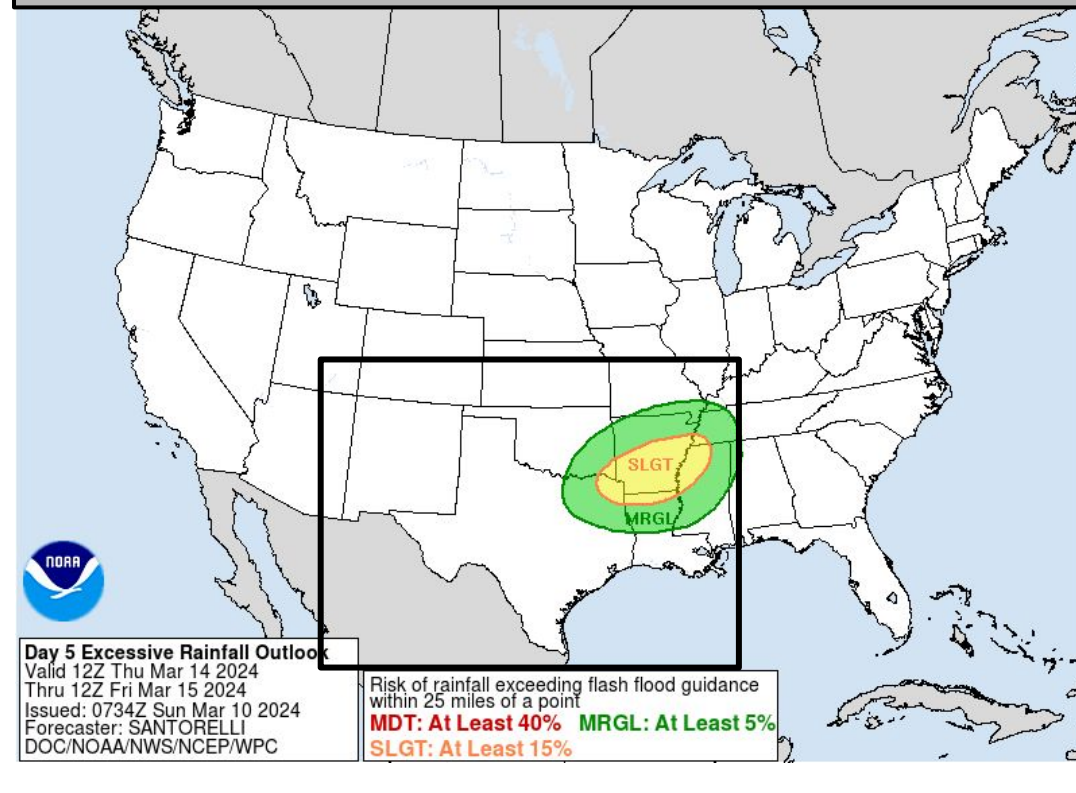 SLGT
MRGL
NOAA
Day 5 Excessive Rainfall Outlook
Valid 12Z Thu Mar 14 2024
Thru 12Z Fri Mar 15 2024
Issued: 0734Z Sun Mar 10 2024
Forecaster: SANTORELLI
DOC/NOAA/NWS/NCEP/WPC
Risk of rainfall exceeding flash flood guidance
within 25 miles of a point
MDT: At Least 40% MRGL: At Least 5%
SLGT: At Least 15%